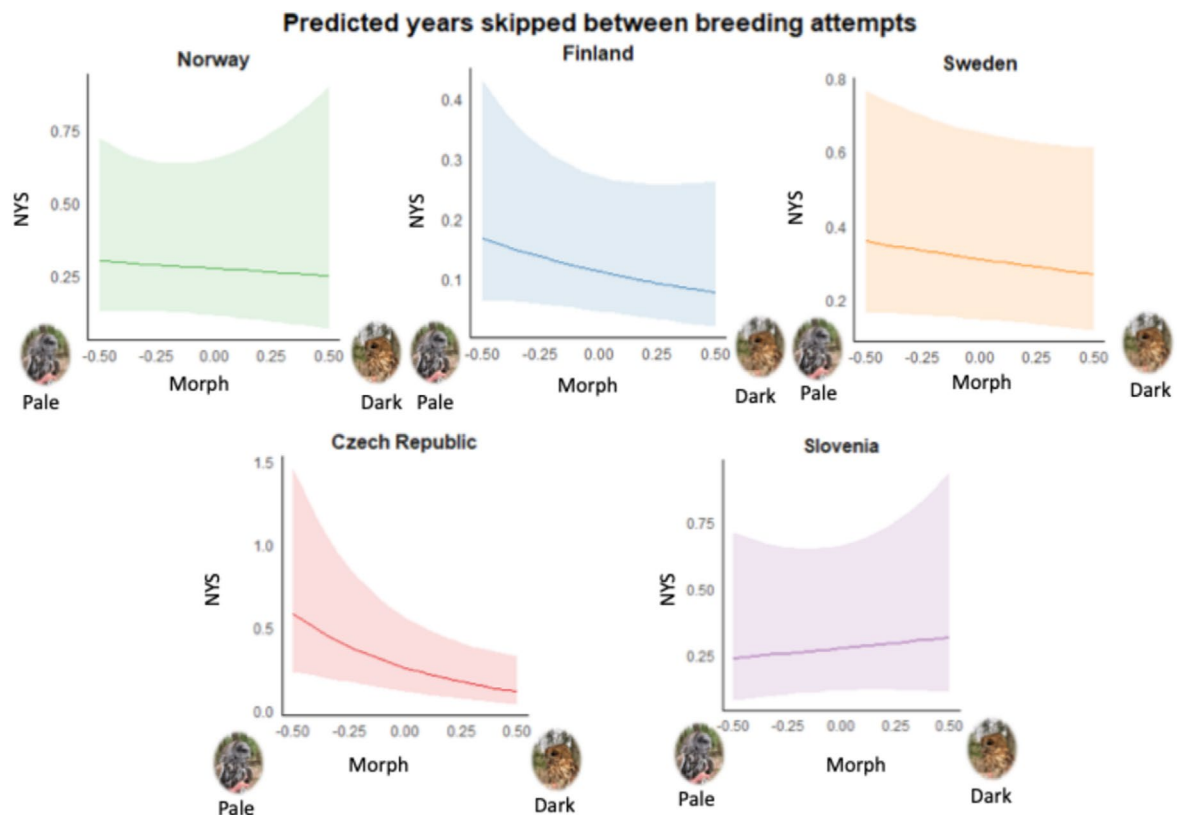 Predicted years skipped between breeding attempts
Norway
NYS
0.75
0.50
0.25
-0.50 -0.25 0.00 0.25 0.50
Morph
Pale
Dark
Finland
NYS
0.4
0.3
0.2
0.1
-0.50 -0.25 0.00 0.25 0.50
Morph
Pale
Dark
Sweden
NYS
0.8
0.6
0.4
0.2
-0.50 -0.25 0.00 0.25 0.50
Morph
Pale
Dark
Czech Republic
NYS
1.5
1.0
0.5
0.0
-0.50 -0.25 0.00 0.25 0.50
Morph
Pale
Dark
Slovenia
NYS
0.75
0.50
0.25
-0.50 -0.25 0.00 0.25 0.50
Morph
Pale
Dark